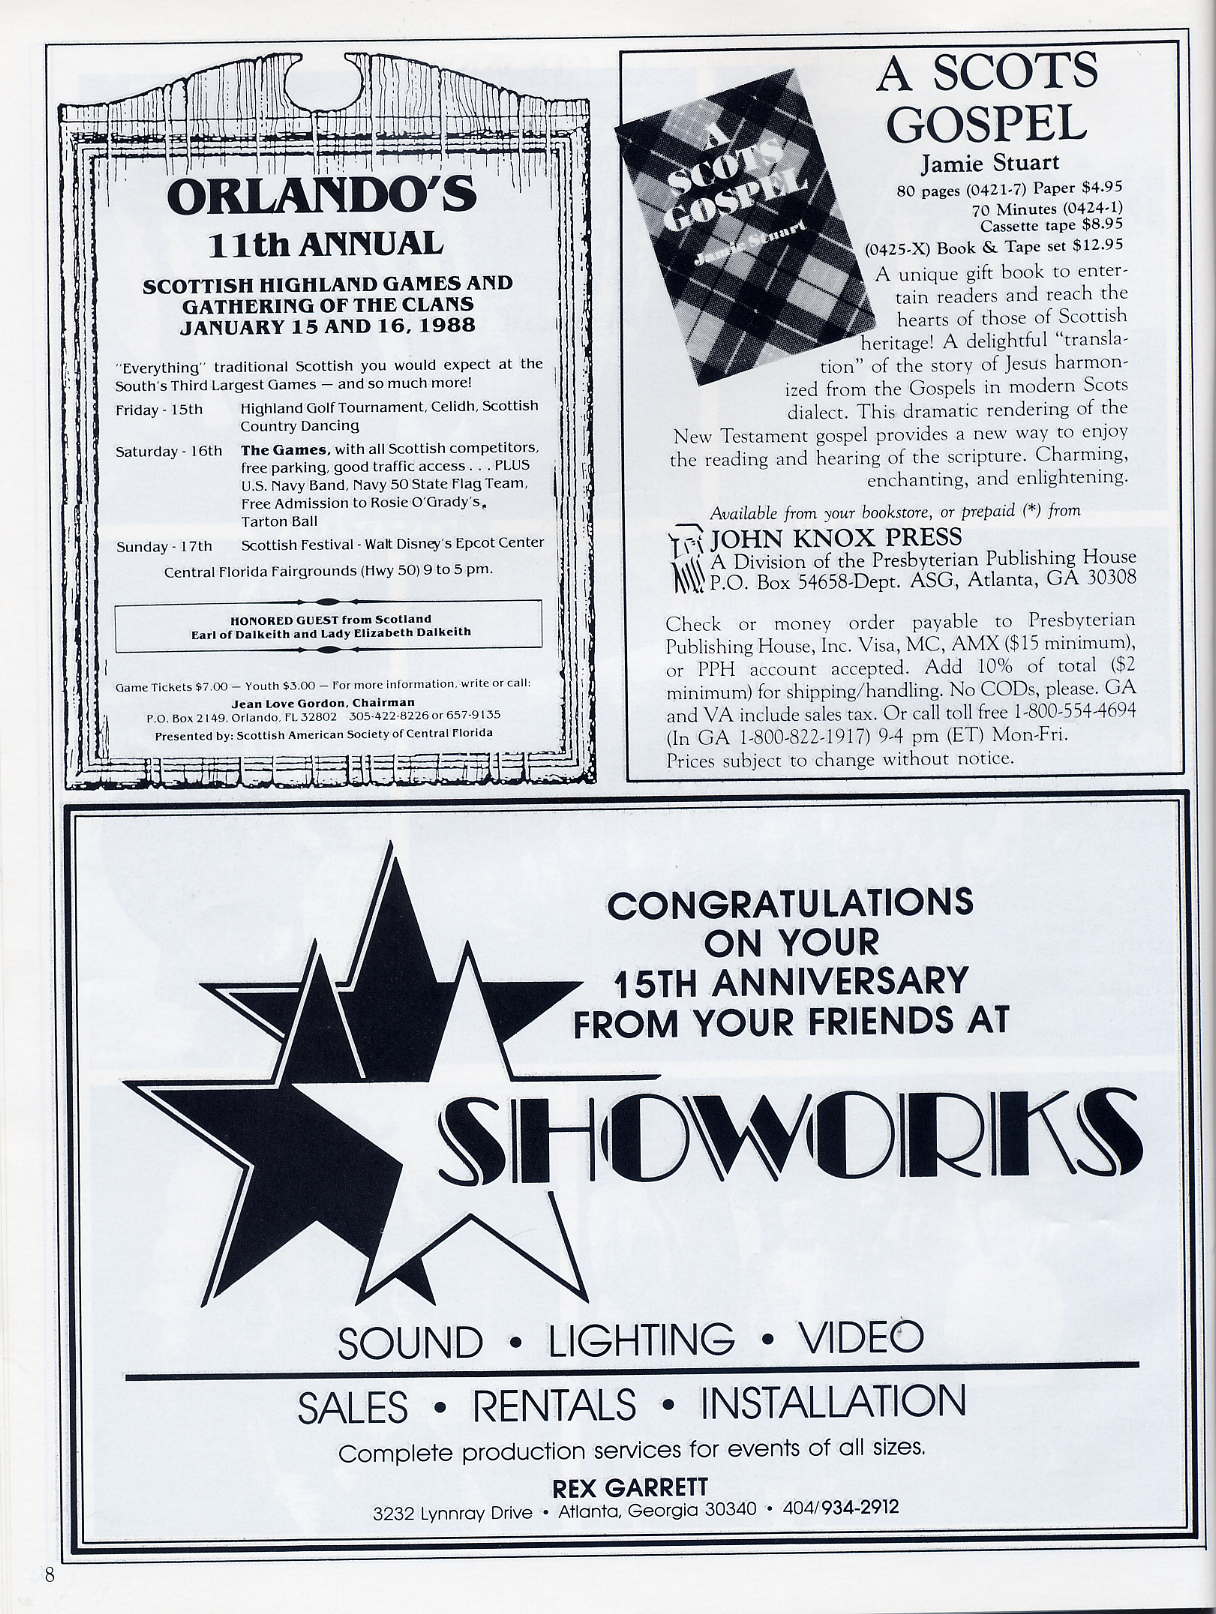 ORLANDO'S
11th ANNUAL
SCOTTISH HIGHLAND GAMES AND
GATHERING OF THE CLANS
JANUARY 15 AND 16, 1988
"Everything" traditional Scottish you would expect at the
South's Third Largest Games — and so much more!
Friday - 15th Highland Golf Tournament, Celidh, Scottish
Country Dancing
Saturday - 16th The Games, with all Scottish competitors,
free parking, good traffic access . . . PLUS
U.S. Navy Band, Navy 50 State Flag Team,
Free Admission to Rosie O'Grady's,
Tarton Ball
Sunday - 17th Scottish Festival - Walt Disney's Epcot Center
Central Florida Fairgrounds (Hwy 50) 9 to 5 pm.
HONORED GUEST from Scotland
Earl of Dalkeith and Lady Elizabeth Dalkeith
Game Tickets $7.00 — Youth $3.00 — For more information, write or call:
Jean Love Gordon, Chairman
P.O. Box 2149, Orlando, FL 32802 305-422-8226 or 657-9135
Presented by: Scottish American Society of Central Florida
A
SCOTS
GOSPEL
Jamie Stuart
A SCOTS
GOSPEL
Jamie Stuart
80 pages (0421-7) Paper $4.95
70 Minutes (0424-1)
Cassette tape $8.95
(0425-X) Book & Tape set $12.95
A unique gift book to enter-
tain readers and reach the
hearts of those of Scottish
heritage! A delightful "transla-
tion" of the story of Jesus harmon-
ized from the Gospels in modern Scots
dialect. This dramatic rendering of the
New Testament gospel provides a new way to enjoy
the reading and hearing of the scripture. Charming,
enchanting, and enlightening.
Available from your bookstore, or prepaid (*) from
JOHN KNOX PRESS
A Division of the Presbyterian Publishing House
P.O. Box 54658-Dept. ASG, Atlanta, GA 30308
Check or money order payable to Presbyterian
Publishing House, Inc. Visa, MC, AMX ($15 minimum),
or PPH account accepted. Add 10% of total ($2
minimum) for shipping/handling. No CODs, please. GA
and VA include sales tax. Or call toll free 1-800-554-4694
(In GA 1-800-822-1917) 9-4 pm (ET) Mon-Fri.
Prices subject to change without notice.
CONGRATULATIONS
ON YOUR
15TH ANNIVERSARY
FROM YOUR FRIENDS AT
SHOWORKS
SOUND • LIGHTING • VIDEO
SALES • RENTALS • INSTALLATION
Complete production services for events of all sizes.
REX GARRETT
3232 Lynnray Drive • Atlanta, Georgia 30340 • 404/934-2912
8